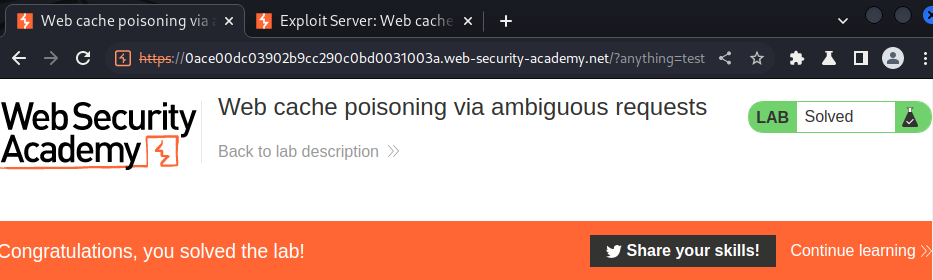 Web cache poisoning via a
Exploit Server: Web cache
https://0ace00dc03902b9cc290c0bd0031003a.web-security-academy.net/?anything=test
Web Security
Academy
Web cache poisoning via ambiguous requests
Back to lab description
LAB Solved
Congratulations, you solved the lab!
Share your skills!
Continue learning